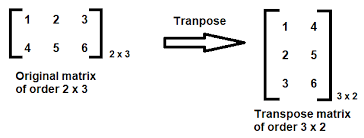 1 2 3
4 5 6
2 x 3
Original matrix
of order 2 x 3
Tranpose
1 4
2 5
3 6
3 x 2
Transpose matrix
of order 3 x 2